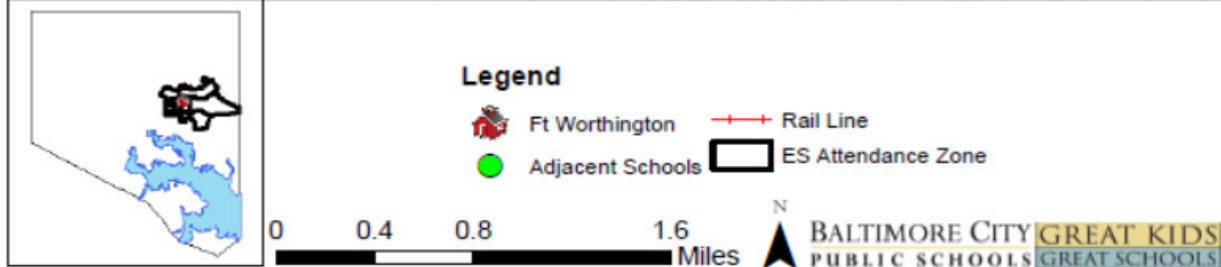 Legend
Ft Worthington
Rail Line
Adjacent Schools
ES Attendance Zone
0 0.4 0.8 1.6
Miles
N
BALTIMORE CITY
PUBLIC SCHOOLS
GREAT KIDS
GREAT SCHOOLS